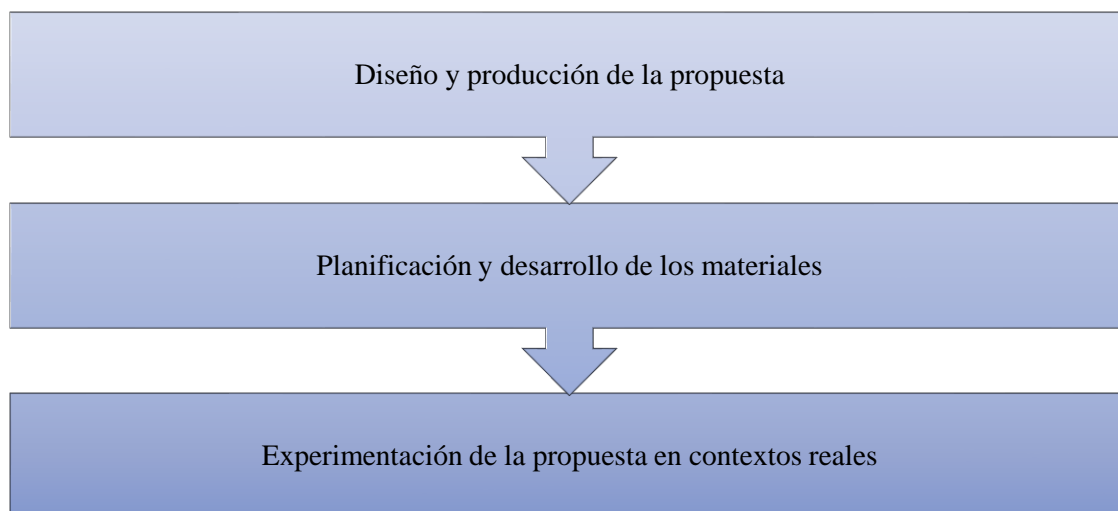 Diseño y producción de la propuesta
Planificación y desarrollo de los materiales
Experimentación de la propuesta en contextos reales